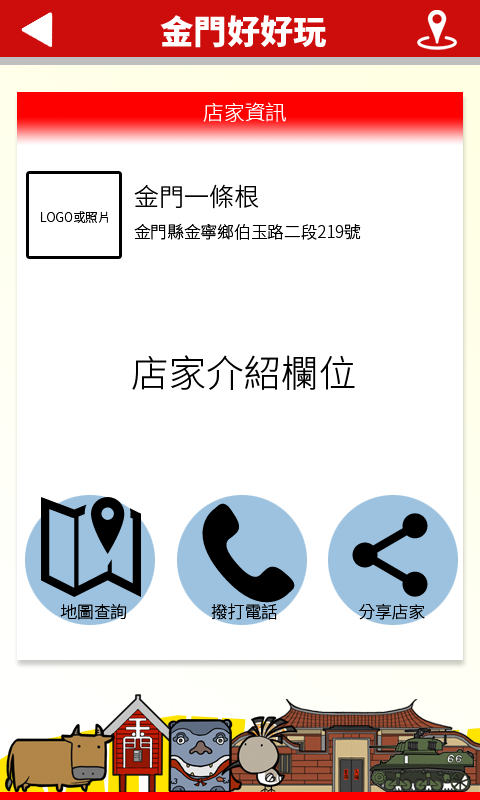 金門好好玩
店家資訊
LOGO或照片
金門一條根
金門縣金寧鄉伯玉路二段219號
店家介紹欄位
地圖查詢
撥打電話
分享店家
金門
66